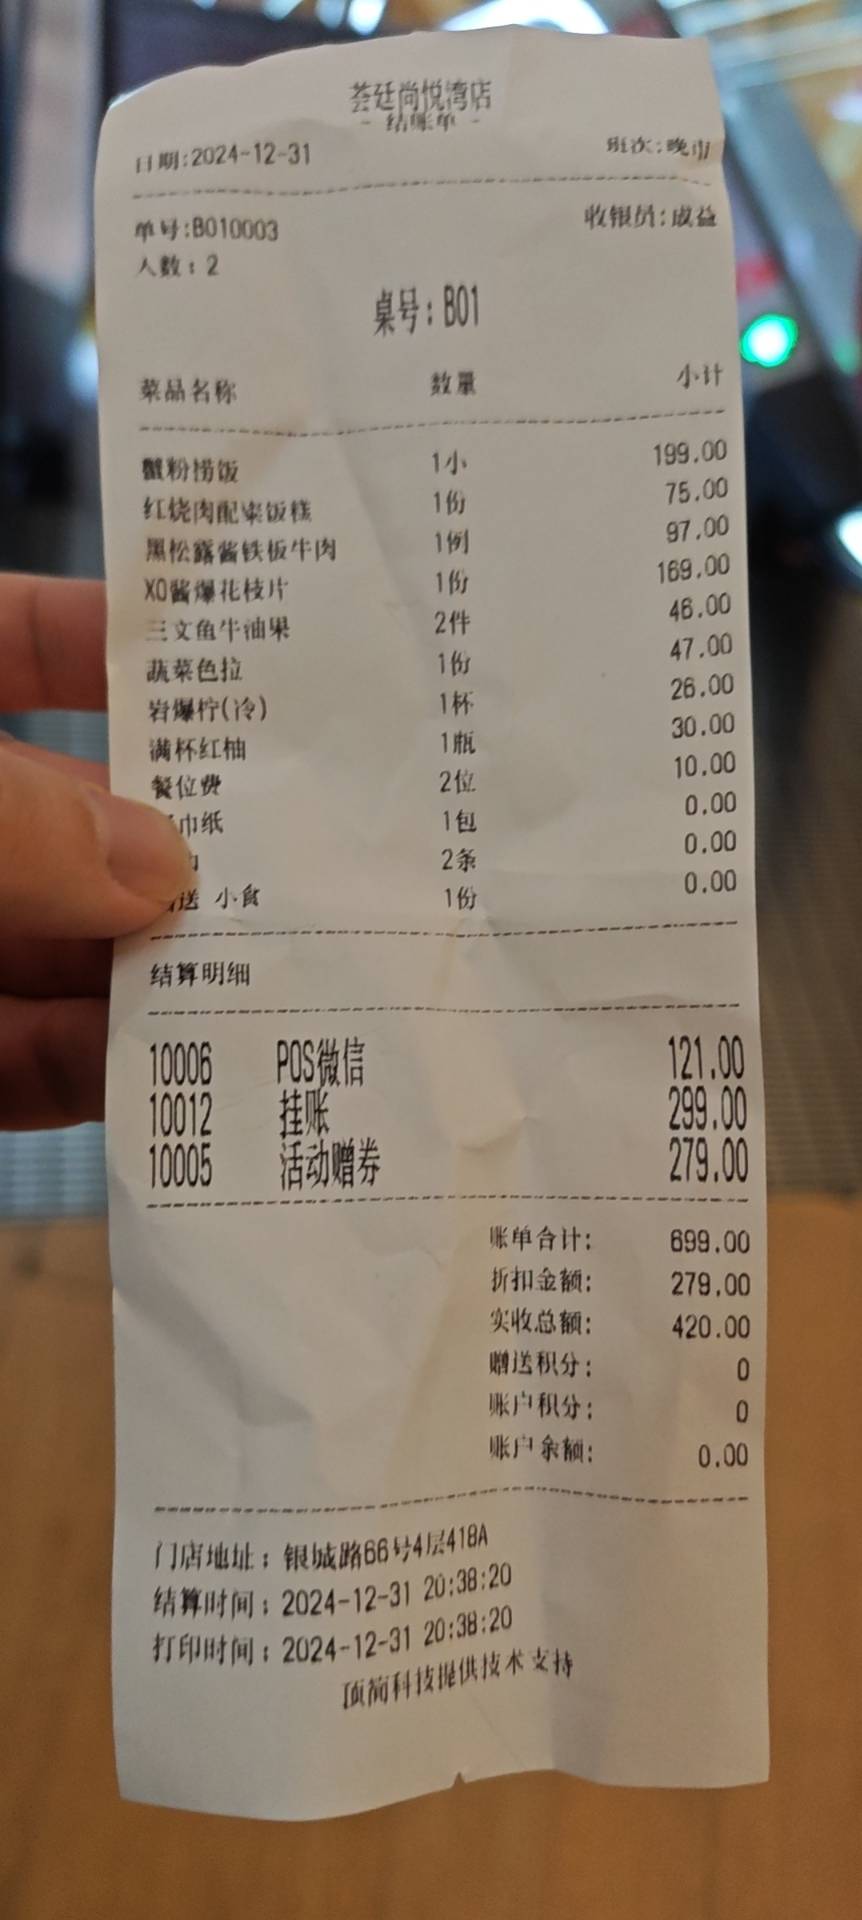 荟廷尚悦湾店
- 结账单 -
日期:2024-12-31 班次:晚市
单号:B010003 收银员:成益
人数:2
桌号:B01
菜品名称 数量 小计
蟹粉捞饭 1小 199.00
红烧肉配粢饭糕 1份 75.00
黑松露酱铁板牛肉 1例 97.00
XO酱爆花枝片 1份 169.00
三文鱼牛油果 2件 46.00
蔬菜色拉 1份 47.00
岩爆柠(冷) 1杯 26.00
满杯红柚 1瓶 30.00
餐位费 2位 10.00
巾纸 1包 0.00
2条 0.00
送 小食 1份 0.00
结算明细
10006 POS微信 121.00
10012 挂账 299.00
10005 活动赠券 279.00
账单合计: 699.00
折扣金额: 279.00
实收总额: 420.00
赠送积分: 0
账户积分: 0
账户余额: 0.00
门店地址:银城路66号4层418A
结算时间:2024-12-31 20:38:20
打印时间:2024-12-31 20:38:20
顶简科技提供技术支持